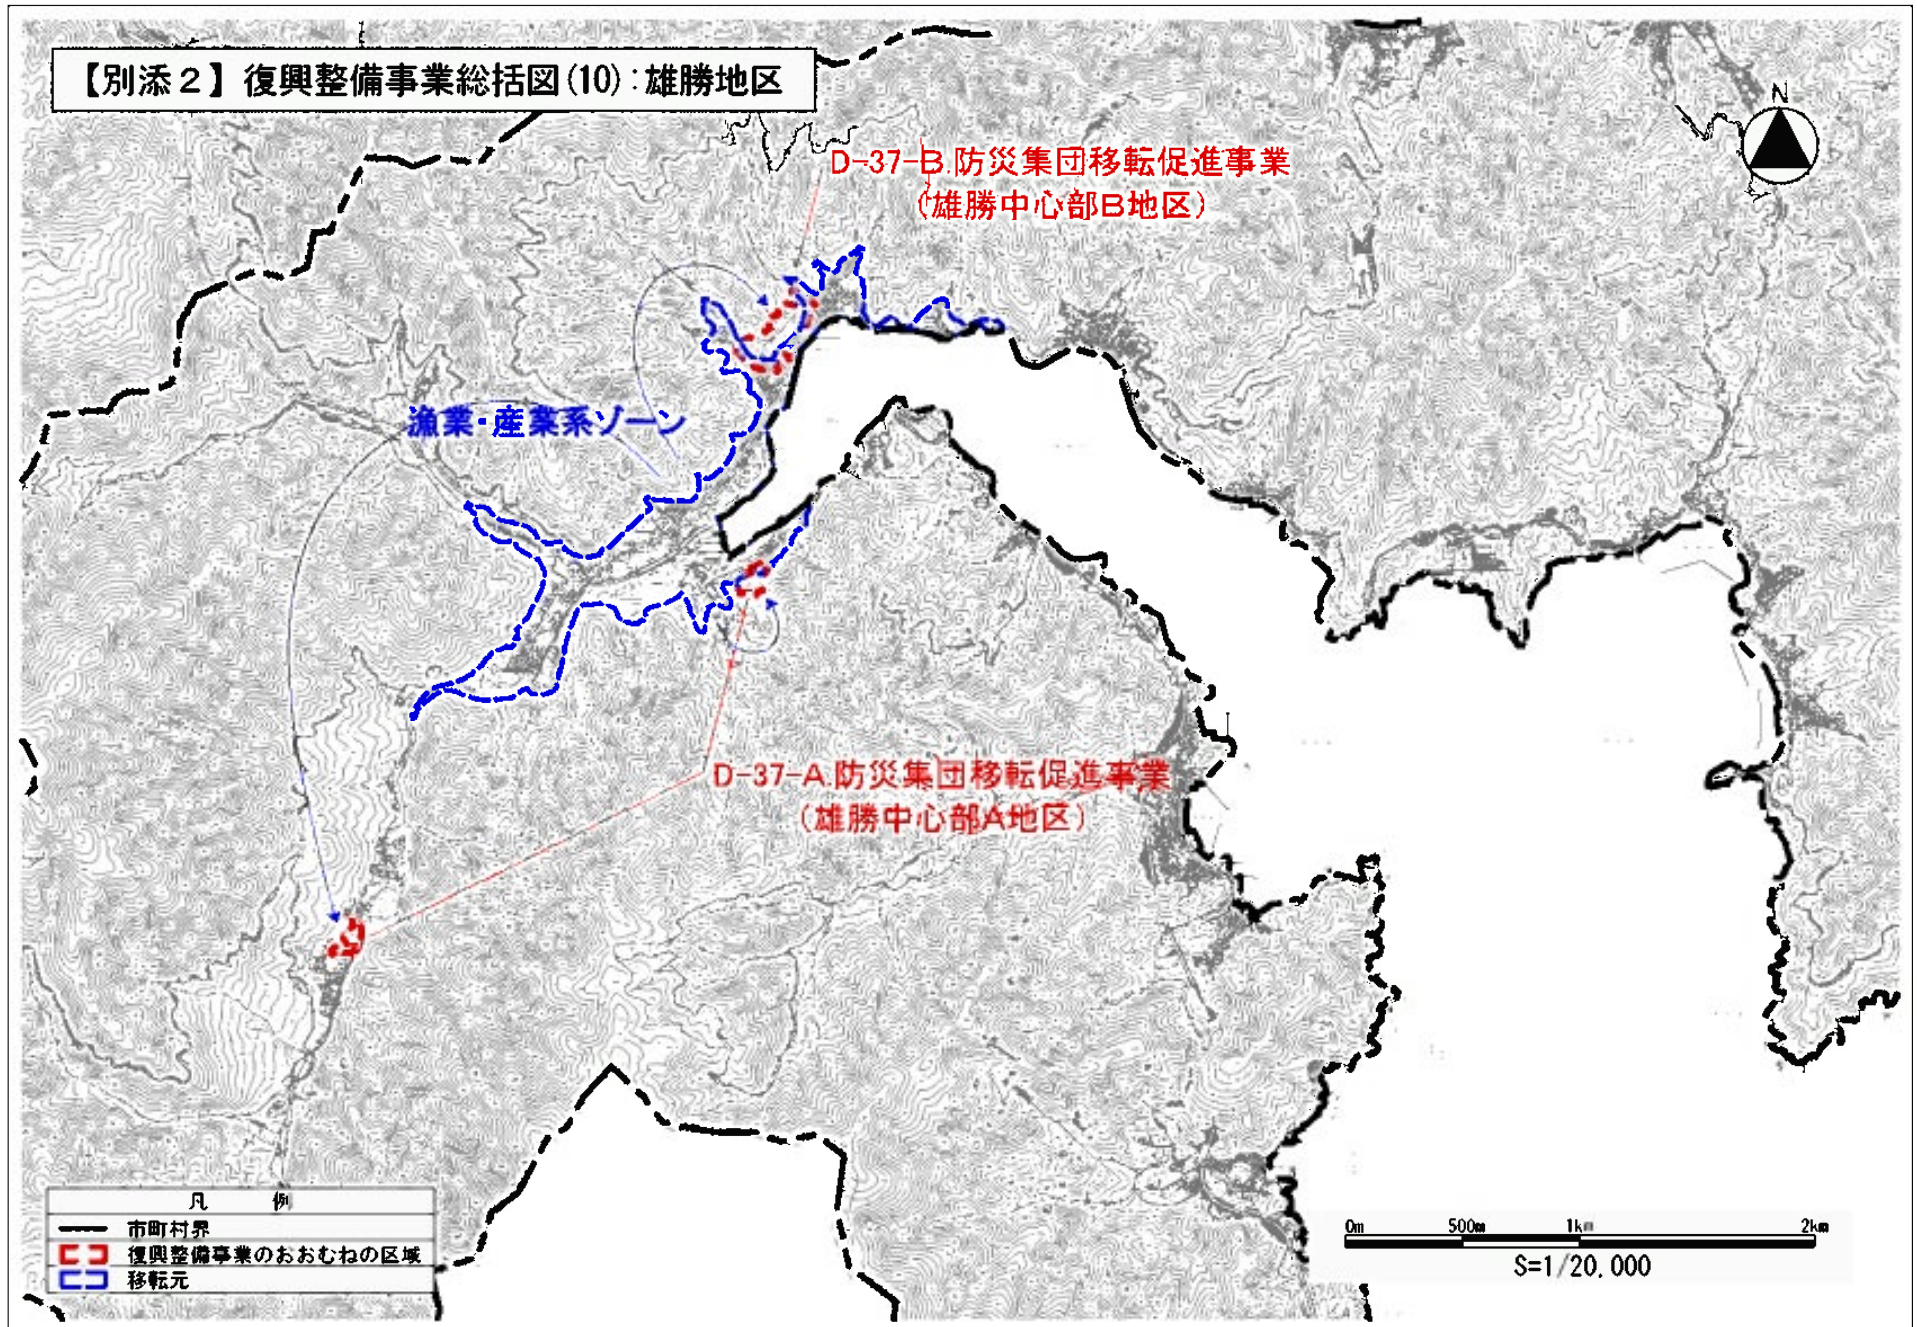 【別添２】復興整備事業総括図(10):雄勝地区
N
D-37-B.防災集団移転促進事業
(雄勝中心部B地区)
漁業・産業系ゾーン
D-37-A.防災集団移転促進事業
(雄勝中心部A地区)
凡 例
市町村界
復興整備事業のおおむねの区域
移転元
0m 500m 1km 2km
S=1/20,000